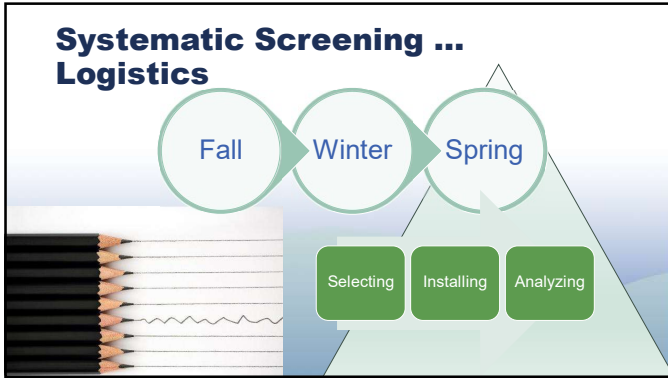 Systematic Screening ...
Logistics
Fall
Winter
Spring
Selecting
Installing
Analyzing